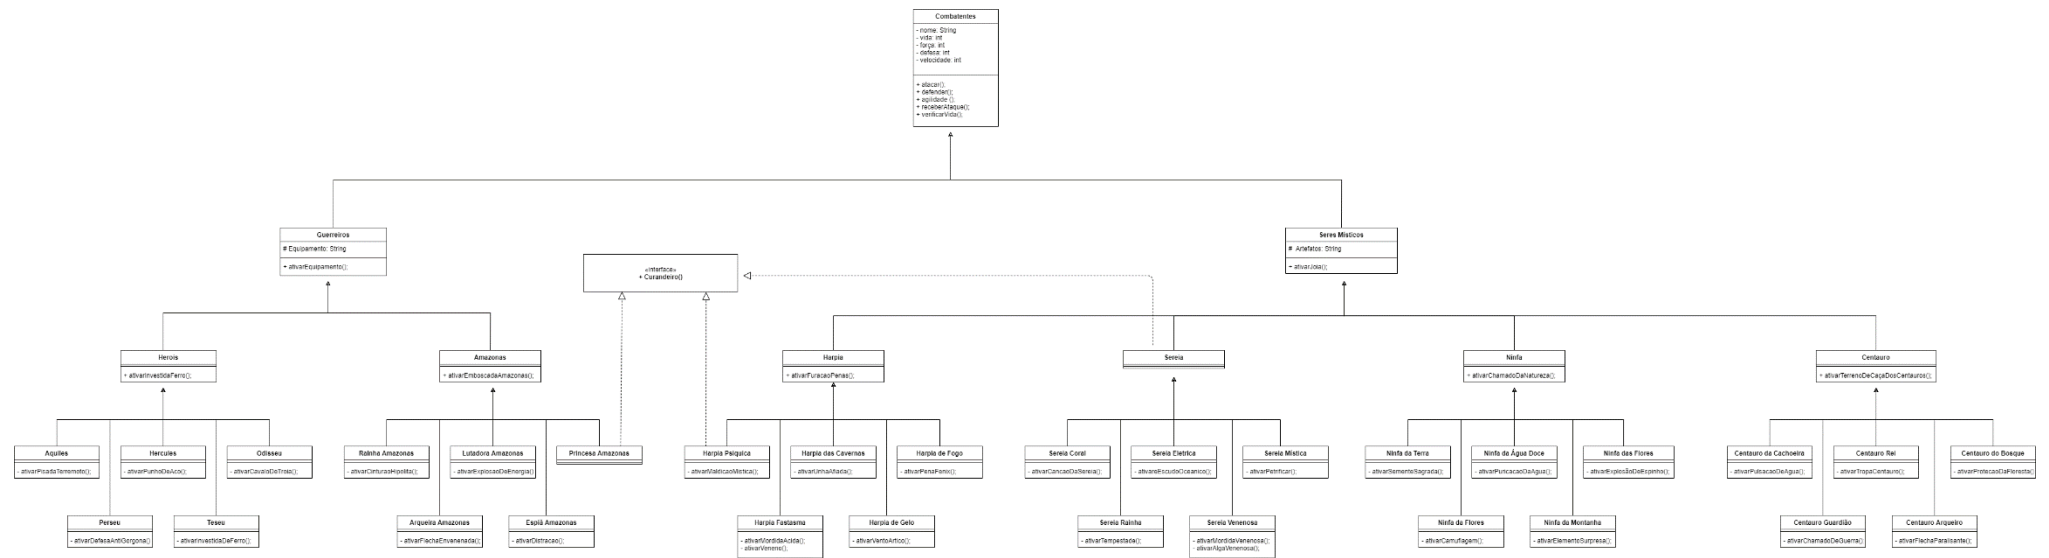 Combatentes
- nome: String
- vida: int
- força: int
- defesa: int
- velocidade: int
+ atacar();
+ defender();
+ agilidade ();
+ receberAtaque();
+ verificarVida();
Guerreiros
# Equipamento: String
+ ativarEquipamento();
Seres Místicos
# Artefatos: String
+ ativarJoia();
«interface»
+ Curandeiro()
Herois
+ ativarInvestidaFerro();
Amazonas
+ ativarEmboscadaAmazonas();
Harpia
+ ativarFuracaoPenas();
Sereia
Ninfa
+ ativarChamadoDaNatureza();
Centauro
+ ativarTerrenoDeCaçaDosCentauros();
Aquiles
- ativarPisadaTerremoto();
Hercules
- ativarPunhoDeAco();
Odisseu
- ativarCavaloDeTroia();
Rainha Amazonas
- ativarCinturaoHipolita();
Lutadora Amazonas
- ativarExplosaoDeEnergia()
Princesa Amazonas
Harpia Psiquica
- ativarMaldicaoMistica();
Harpia das Cavernas
- ativarUnhaAfiada();
Harpia de Fogo
- ativarPenaFenix();
Sereia Coral
- ativarCancaoDaSereia();
Sereia Eletrica
- ativareEscudoOceanico();
Sereia Mística
- ativarPetrificar();
Ninfa da Terra
- ativarSementeSagrada();
Ninfa da Água Doce
- ativarPuricacaoDaAgua();
Ninfa das Flores
- ativarExplosãoDeEspinho();
Centauro da Cachoeira
- ativarPulsacaoDeAgua();
Centauro Rei
- ativarTropaCentauro();
Centauro do Bosque
- ativarProtecaoDaFloresta()
Perseu
- ativarDefesaAntiGorgona()
Teseu
- ativarInvestidaDeFerro();
Arqueira Amazonas
- ativarFlechaEnvenenada();
Espiã Amazonas
- ativarDistracao();
Harpia Fastasma
- ativarMordidaAcida();
- ativarVeneno();
Harpia de Gelo
- ativarVentoArtico();
Sereia Rainha
- ativarTempestade();
Sereia Venenosa
- ativarMordidaVenenosa();
- ativarAlgaVenenosa();
Ninfa da Flores
- ativarCamuflagem();
Ninfa da Montanha
- ativarElementoSurpresa();
Centauro Guardião
- ativarChamadoDeGuerra();
Centauro Arqueiro
- ativarFlechaParalisante();